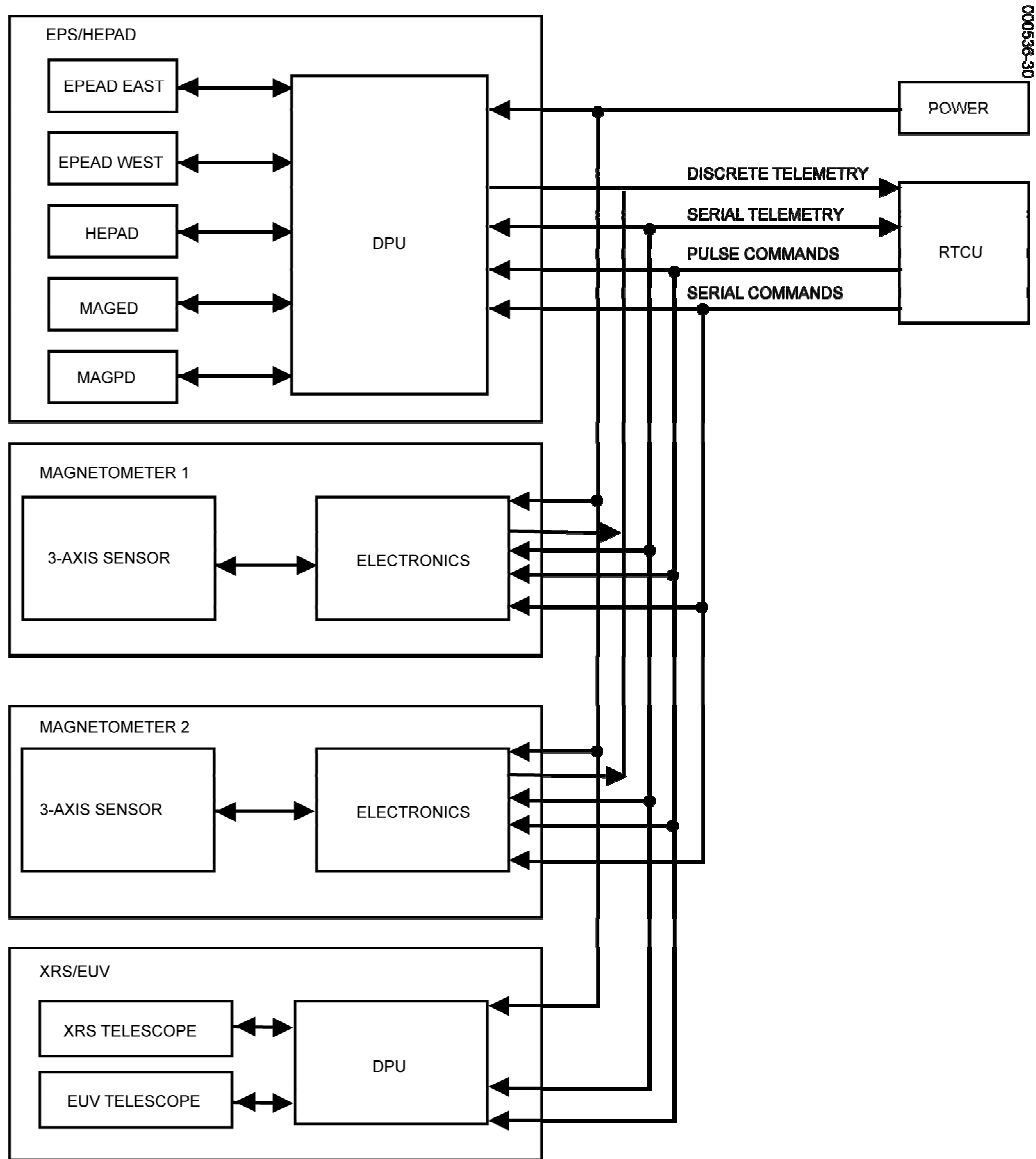 000536-30
EPS/HEPAD
EPEAD EAST
EPEAD WEST
HEPAD
MAGED
MAGPD
DPU
POWER
DISCRETE TELEMETRY
SERIAL TELEMETRY
PULSE COMMANDS
SERIAL COMMANDS
RTCU
MAGNETOMETER 1
3-AXIS SENSOR
ELECTRONICS
MAGNETOMETER 2
3-AXIS SENSOR
ELECTRONICS
XRS/EUV
XRS TELESCOPE
EUV TELESCOPE
DPU